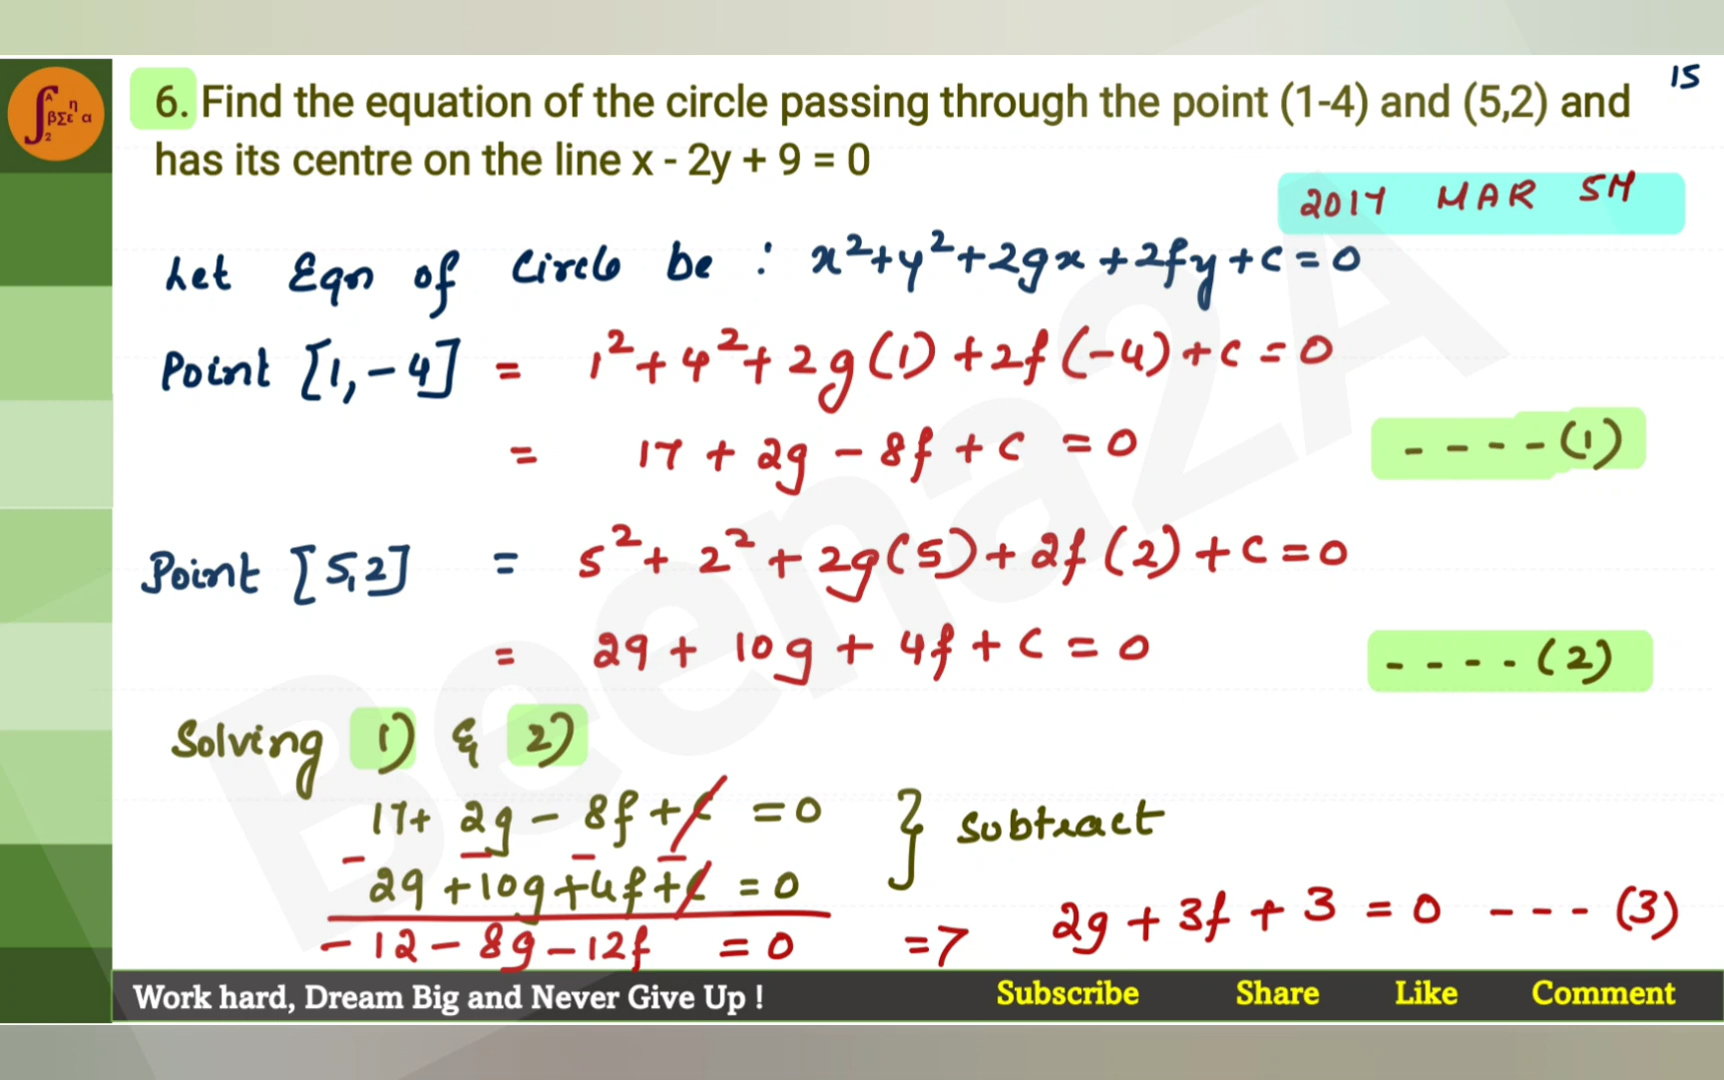 6. Find the equation of the circle passing through the point (1-4) and (5,2) and
has its centre on the line x - 2y + 9 = 0
15
2017 MAR 5M
Let Eqn of Circle be : x²+y²+2gx+2fy+c=0
Point [1,-4] = 1²+4²+2g(1)+2f(-4)+c=0
= 17+2g-8f+c=0 ----(1)
Point [5,2] = 5²+2²+2g(5)+2f(2)+c=0
= 29+10g+4f+c=0 ----(2)
Solving 1) & 2)
17+2g-8f+c=0 } Subtract
29+10g+4f+c=0
-12-8g-12f =0 => 2g+3f+3=0 ---(3)
Beena2A
Work hard, Dream Big and Never Give Up ! Subscribe Share Like Comment